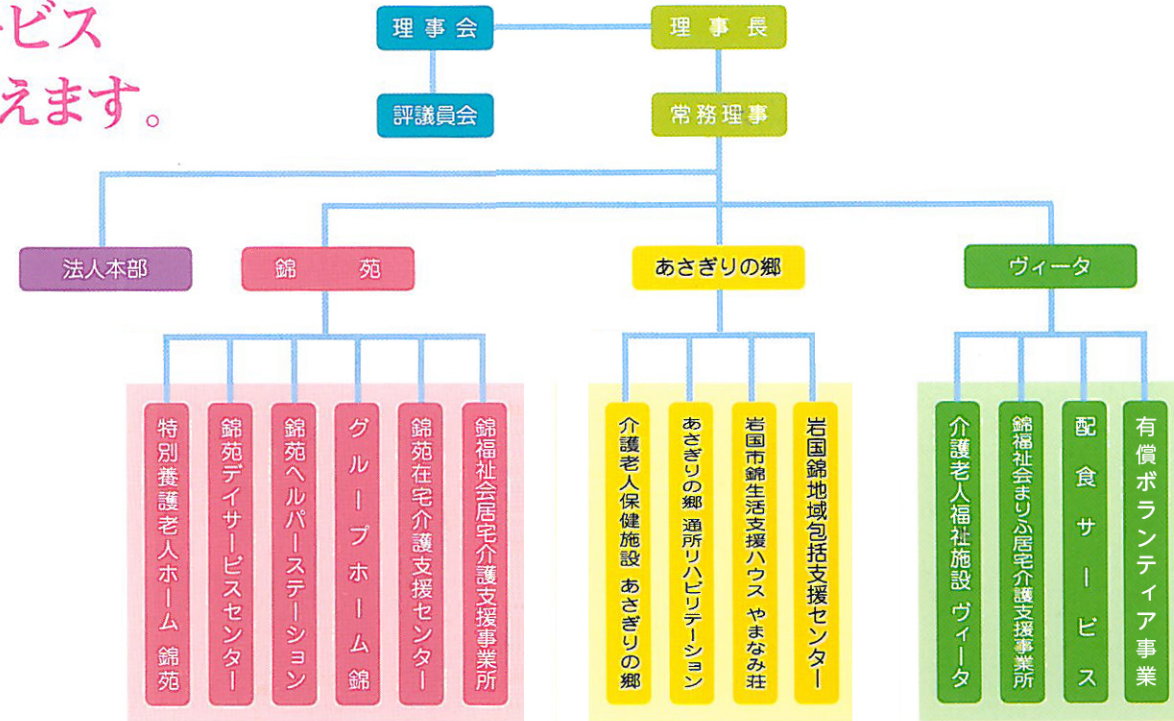 ービス
えます。
理事会
理事長
評議員会
常務理事
法人本部
錦苑
あさぎりの郷
ヴィータ
特別養護老人ホーム 錦苑
錦苑デイサービスセンター
錦苑ヘルパーステーション
グループホーム錦
錦苑在宅介護支援センター
錦福祉会居宅介護支援事業所
介護老人保健施設 あさぎりの郷
あさぎりの郷 通所リハビリテーション
岩国市錦生活支援ハウス やまなみ荘
岩国錦地域包括支援センター
介護老人福祉施設 ヴィータ
錦福祉会まりふ居宅介護支援事業所
配食サービス
有償ボランティア事業